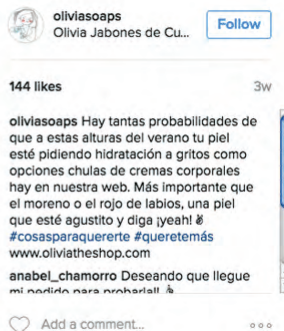 oliviasoaps
Olivia Jabones de Cu...
Follow
144 likes
3w
oliviasoaps Hay tantas probabilidades de
que a estas alturas del verano tu piel
esté pidiendo hidratación a gritos como
opciones chulas de cremas corporales
hay en nuestra web. Más importante que
el moreno o el rojo de labios, una piel
que esté agustito y diga ¡yeah! ✌
#cosasparaquererte #queretemás
www.oliviatheshop.com
anabel_chamorro Deseando que llegue
mi pedido para probarla!!
Add a comment...